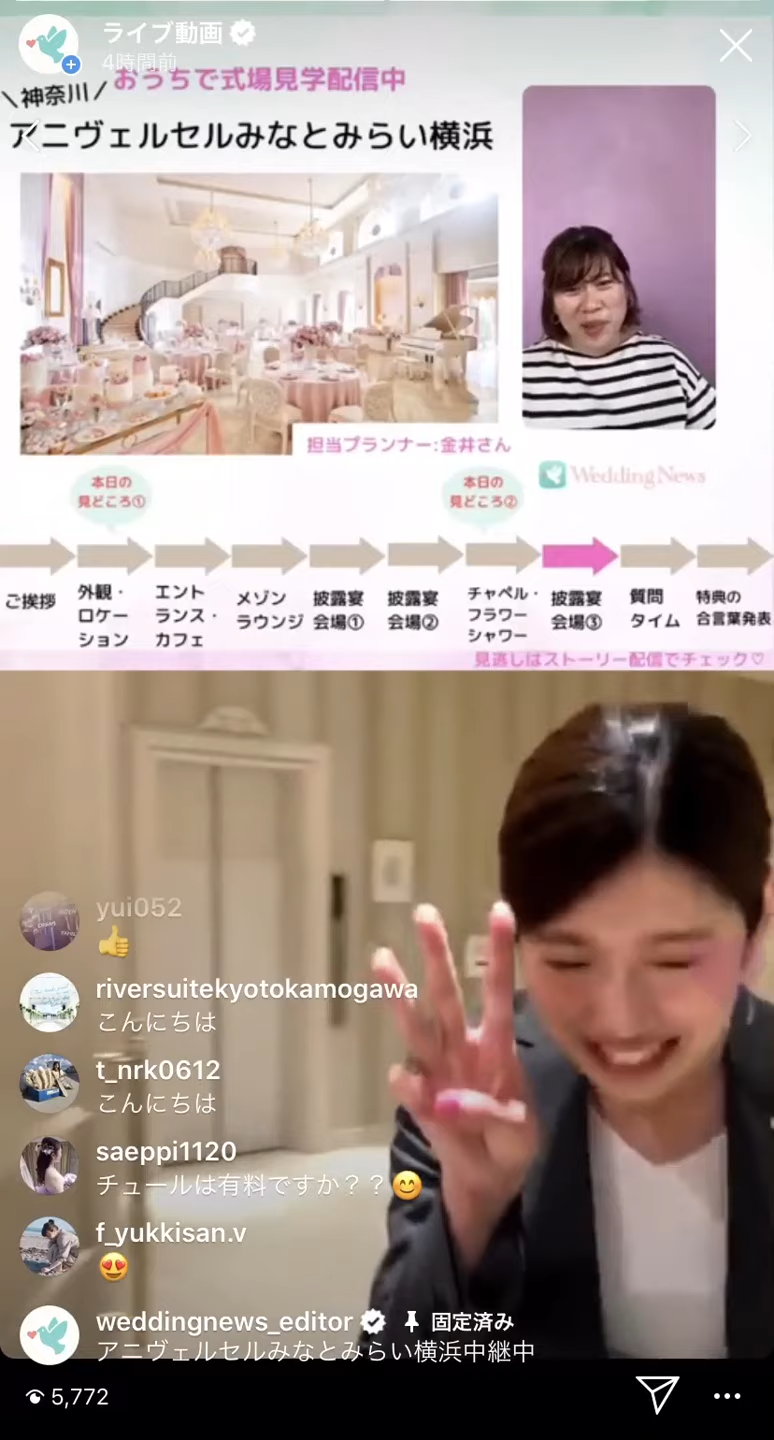 ライブ動画
4時間前
おうちで式場見学配信中
\神奈川/
アニヴェルセルみなとみらい横浜
担当プランナー:金井さん
本日の
見どころ①
本日の
見どころ②
WeddingNews
ご挨拶
外観・
ロケー
ション
エント
ランス・
カフェ
メゾン
ラウンジ
披露宴
会場①
披露宴
会場②
チャペル・
フラワー
シャワー
披露宴
会場③
質問
タイム
特典の
合言葉発表
見逃しはストーリー配信でチェック♡
yui052
👍
riversuitekyotokamogawa
こんにちは
t_nrk0612
こんにちは
saeppi1120
チュールは有料ですか？？😊
f_yukkisan.v
😍
weddingnews_editor 固定済み
アニヴェルセルみなとみらい横浜中継中
5,772